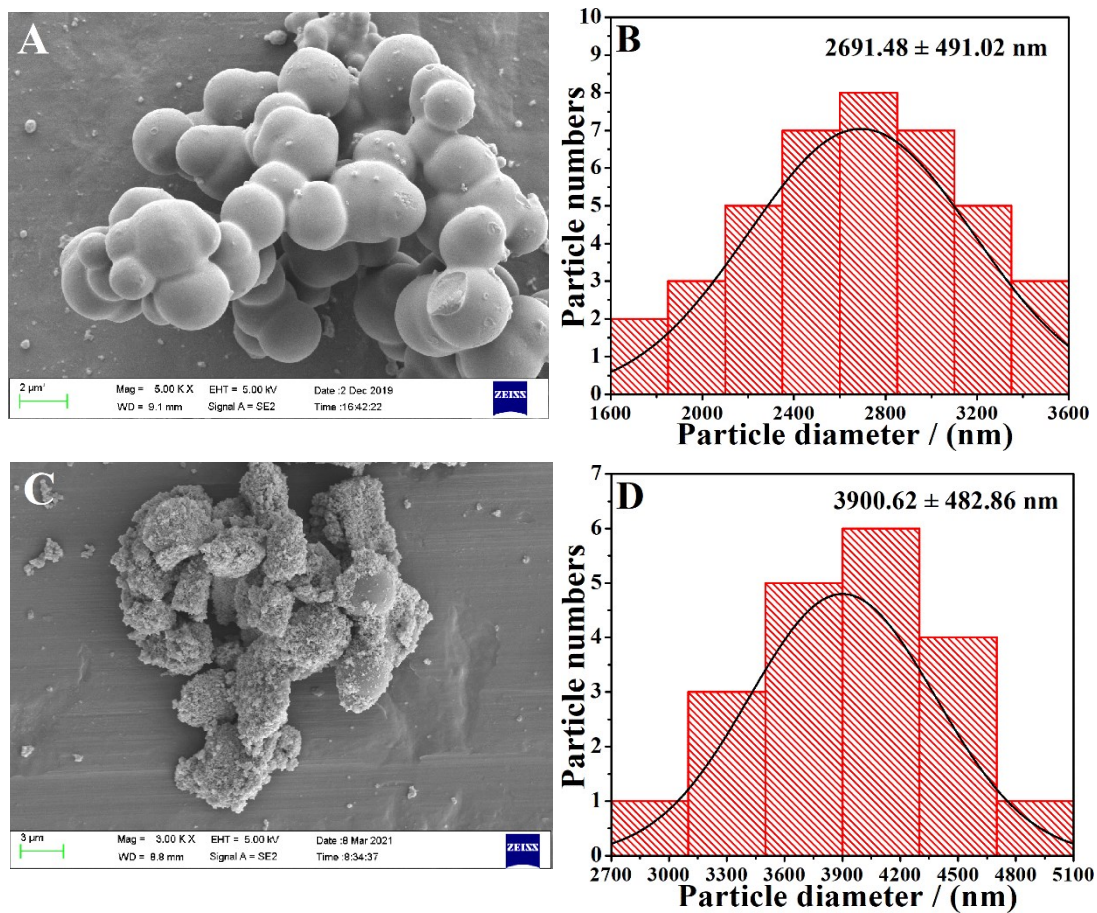 A
2 µm
Mag = 5.00 K X EHT = 5.00 kV Date :2 Dec 2019
WD = 9.1 mm Signal A = SE2 Time :16:42:22
ZEISS
B
2691.48 ± 491.02 nm
Particle numbers
10
9
8
7
6
5
4
3
2
1
0
1600 2000 2400 2800 3200 3600
Particle diameter / (nm)
C
3 µm
Mag = 3.00 K X EHT = 5.00 kV Date :8 Mar 2021
WD = 8.8 mm Signal A = SE2 Time :8:34:37
ZEISS
D
3900.62 ± 482.86 nm
Particle numbers
7
6
5
4
3
2
1
0
2700 3000 3300 3600 3900 4200 4500 4800 5100
Particle diameter / (nm)